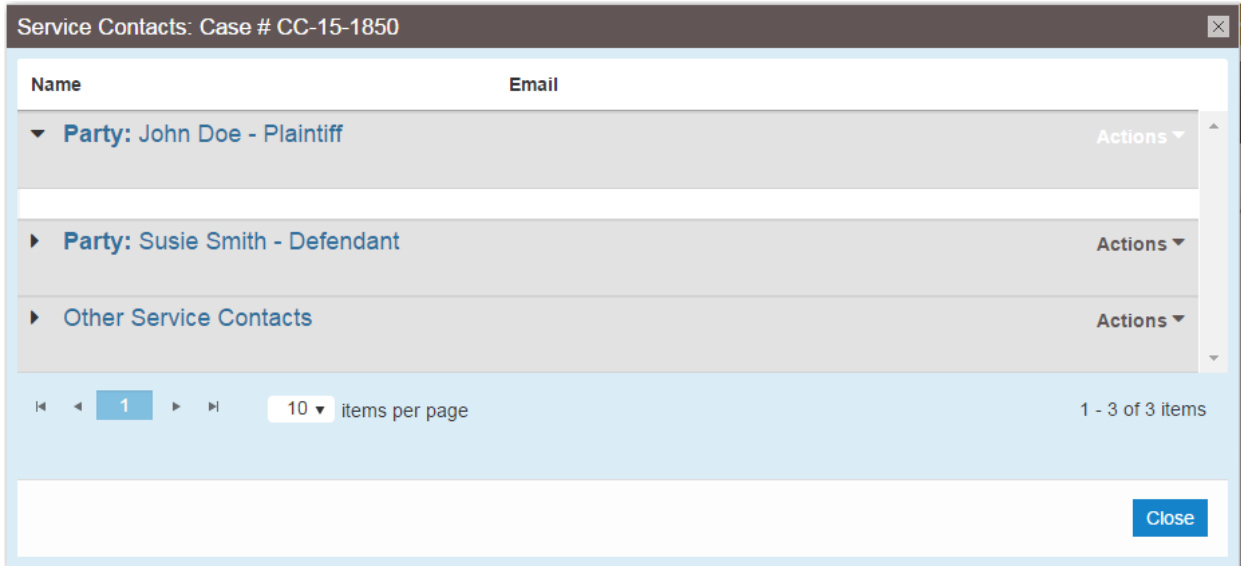 Service Contacts: Case # CC-15-1850
Name Email
Party: John Doe - Plaintiff Actions
Party: Susie Smith - Defendant Actions
Other Service Contacts Actions
1 10 items per page 1 - 3 of 3 items
Close